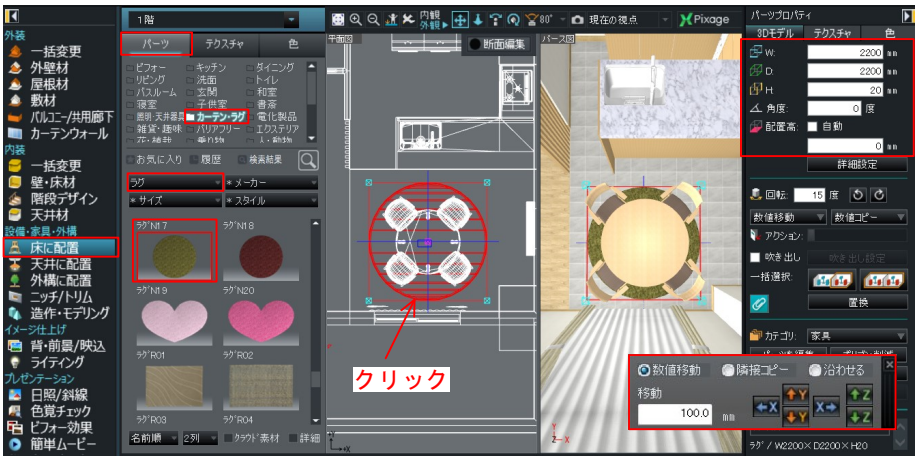 外装
一括変更
外壁材
屋根材
敷材
バルコニー/共用廊下
カーテンウォール
内装
一括変更
壁・床材
階段デザイン
天井材
設備・家具・外構
床に配置
天井に配置
外構に配置
ニッチ/トリム
造作・モデリング
イメージ仕上げ
背・前景/映込
ライティング
プレゼンテーション
日照/斜線
色覚チェック
ビフォー効果
簡単ムービー
1階
パーツ テクスチャ 色
ビフォー キッチン ダイニング
リビング 洗面 トイレ
バスルーム 玄関 和室
寝室 子供室 書斎
照明・天井器具 カーテン・ラグ 電化製品
雑貨・趣味 バリアフリー エクステリア
お気に入り 履歴 検索結果
ラグ * メーカー
* サイズ * スタイル
ラグN17 ラグN18
ラグN19 ラグN20
ラグR01 ラグR02
ラグR03 ラグR04
名前順 2列 クラウド素材 詳細
内観
外観
80° 現在の視点 Pixage
平面図
断面編集
パース図
クリック
Z X
パーツプロパティ
3Dモデル テクスチャ 色
W: 2200 mm
D: 2200 mm
H: 20 mm
角度: 0 度
配置高: 自動
0 mm
詳細設定
回転: 15 度
数値移動 数値コピー
アクション:
吹き出し 吹き出し設定
一括選択:
置換
カテゴリ: 家具
数値移動 隣接コピー 沿わせる
移動
100.0 mm
←X ↑Y ↓Y X→ ↑Z ↓Z
ラグ / W2200×D2200×H20